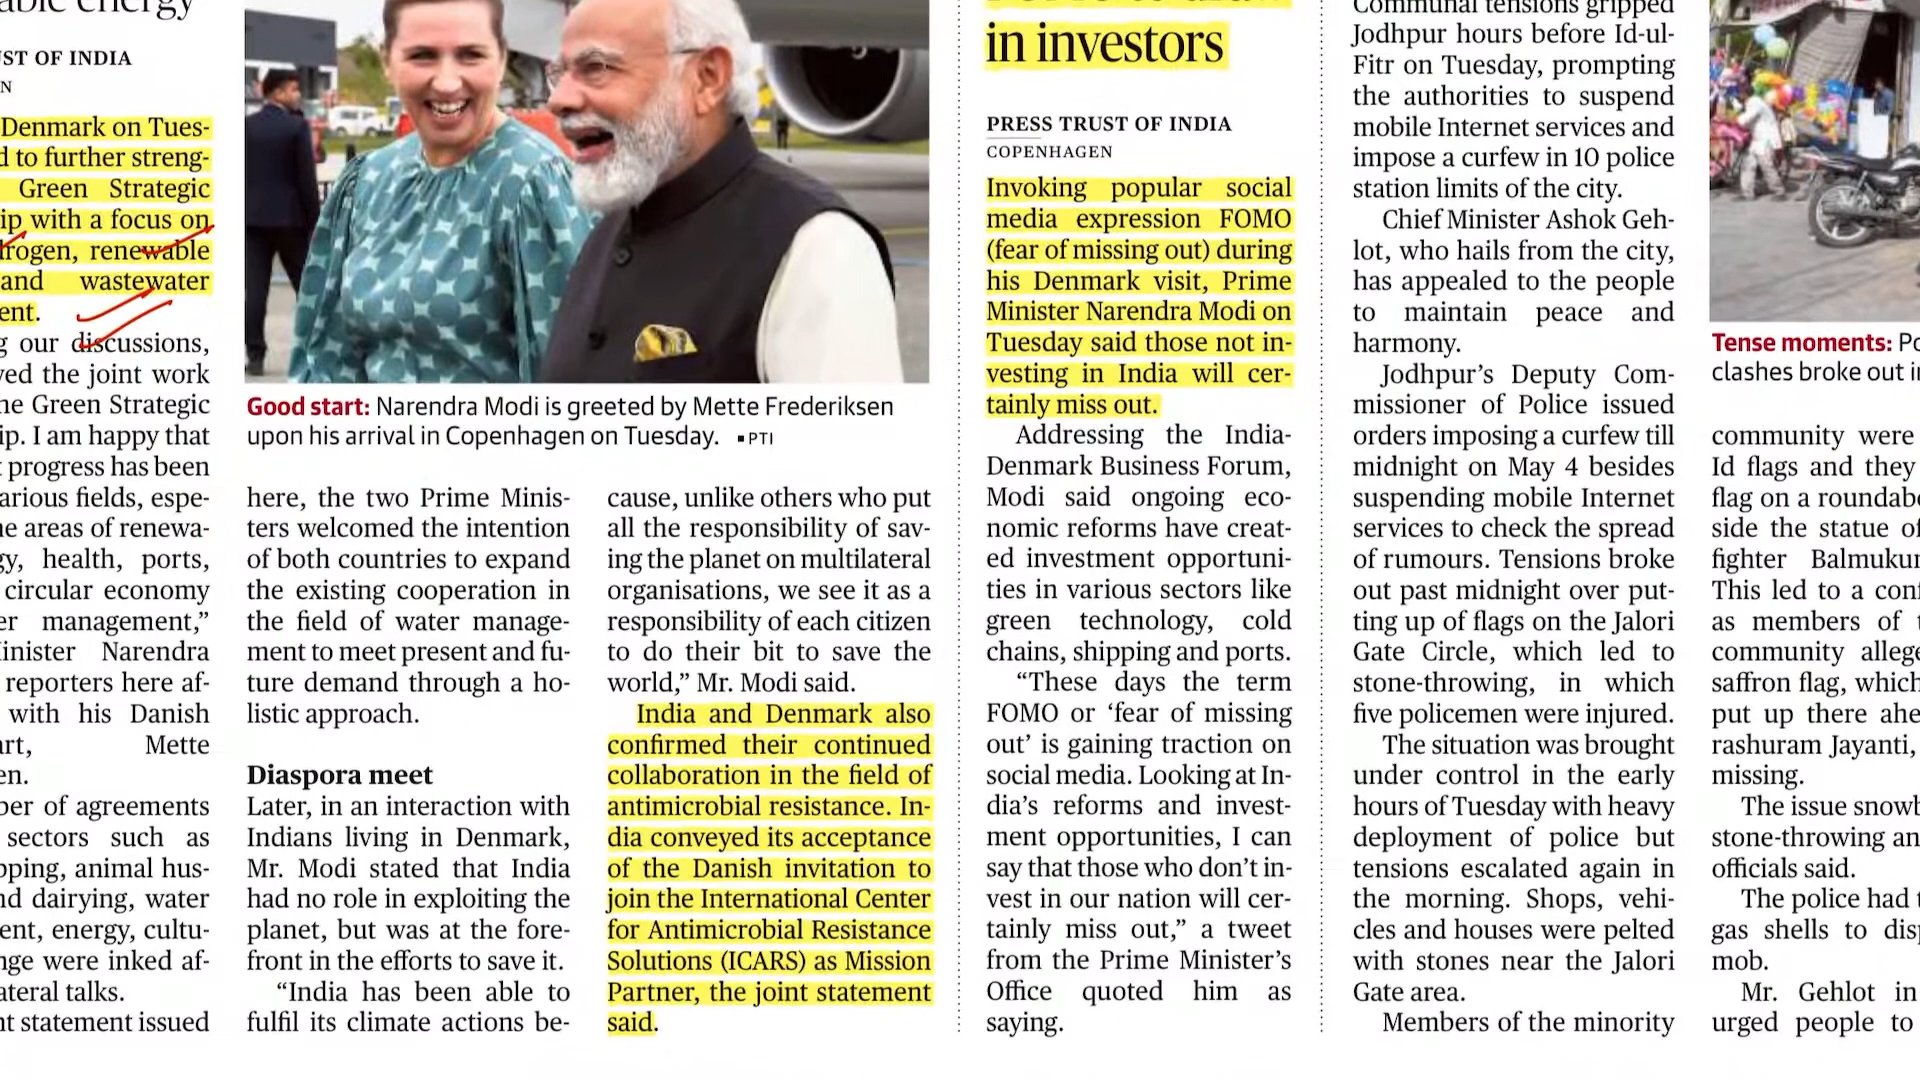 able energy
ST OF INDIA
N
Denmark on Tues-
d to further streng-
Green Strategic
ip with a focus on
drogen, renewable
and wastewater
ent.
g our discussions,
ved the joint work
he Green Strategic
ip. I am happy that
t progress has been
arious fields, espe-
he areas of renewa-
gy, health, ports,
circular economy
er management,”
inister Narendra
reporters here af-
with his Danish
art, Mette
en.
ber of agreements
sectors such as
pping, animal hus-
nd dairying, water
ent, energy, cultu-
nge were inked af-
ateral talks.
nt statement issued
Good start: Narendra Modi is greeted by Mette Frederiksen
upon his arrival in Copenhagen on Tuesday. ▪PTI
here, the two Prime Minis-
ters welcomed the intention
of both countries to expand
the existing cooperation in
the field of water manage-
ment to meet present and fu-
ture demand through a ho-
listic approach.
Diaspora meet
Later, in an interaction with
Indians living in Denmark,
Mr. Modi stated that India
had no role in exploiting the
planet, but was at the fore-
front in the efforts to save it.
“India has been able to
fulfil its climate actions be-
cause, unlike others who put
all the responsibility of sav-
ing the planet on multilateral
organisations, we see it as a
responsibility of each citizen
to do their bit to save the
world,” Mr. Modi said.
India and Denmark also
confirmed their continued
collaboration in the field of
antimicrobial resistance. In-
dia conveyed its acceptance
of the Danish invitation to
join the International Center
for Antimicrobial Resistance
Solutions (ICARS) as Mission
Partner, the joint statement
said.
in investors
PRESS TRUST OF INDIA
COPENHAGEN
Invoking popular social
media expression FOMO
(fear of missing out) during
his Denmark visit, Prime
Minister Narendra Modi on
Tuesday said those not in-
vesting in India will cer-
tainly miss out.
Addressing the India-
Denmark Business Forum,
Modi said ongoing eco-
nomic reforms have creat-
ed investment opportuni-
ties in various sectors like
green technology, cold
chains, shipping and ports.
“These days the term
FOMO or ‘fear of missing
out’ is gaining traction on
social media. Looking at In-
dia’s reforms and invest-
ment opportunities, I can
say that those who don’t in-
vest in our nation will cer-
tainly miss out,” a tweet
from the Prime Minister’s
Office quoted him as
saying.
Communal tensions gripped
Jodhpur hours before Id-ul-
Fitr on Tuesday, prompting
the authorities to suspend
mobile Internet services and
impose a curfew in 10 police
station limits of the city.
Chief Minister Ashok Geh-
lot, who hails from the city,
has appealed to the people
to maintain peace and
harmony.
Jodhpur’s Deputy Com-
missioner of Police issued
orders imposing a curfew till
midnight on May 4 besides
suspending mobile Internet
services to check the spread
of rumours. Tensions broke
out past midnight over put-
ting up of flags on the Jalori
Gate Circle, which led to
stone-throwing, in which
five policemen were injured.
The situation was brought
under control in the early
hours of Tuesday with heavy
deployment of police but
tensions escalated again in
the morning. Shops, vehi-
cles and houses were pelted
with stones near the Jalori
Gate area.
Members of the minority
Tense moments: Po
clashes broke out i
community were
Id flags and they
flag on a roundab
side the statue of
fighter Balmuku
This led to a con
as members of t
community allege
saffron flag, which
put up there ahe
rashuram Jayanti,
missing.
The issue snowb
stone-throwing an
officials said.
The police had t
gas shells to disp
mob.
Mr. Gehlot in
urged people to